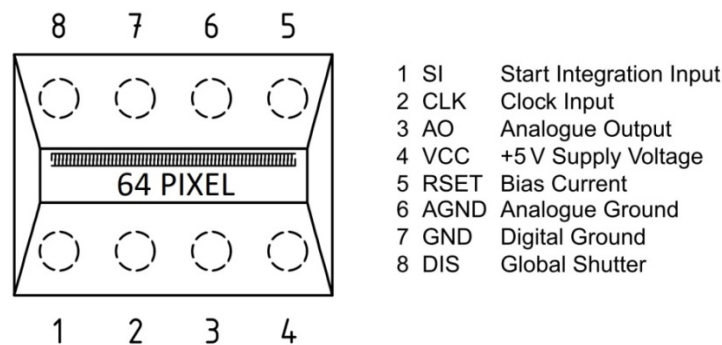 8 7 6 5
64 PIXEL
1 2 3 4
1 SI Start Integration Input
2 CLK Clock Input
3 AO Analogue Output
4 VCC +5 V Supply Voltage
5 RSET Bias Current
6 AGND Analogue Ground
7 GND Digital Ground
8 DIS Global Shutter